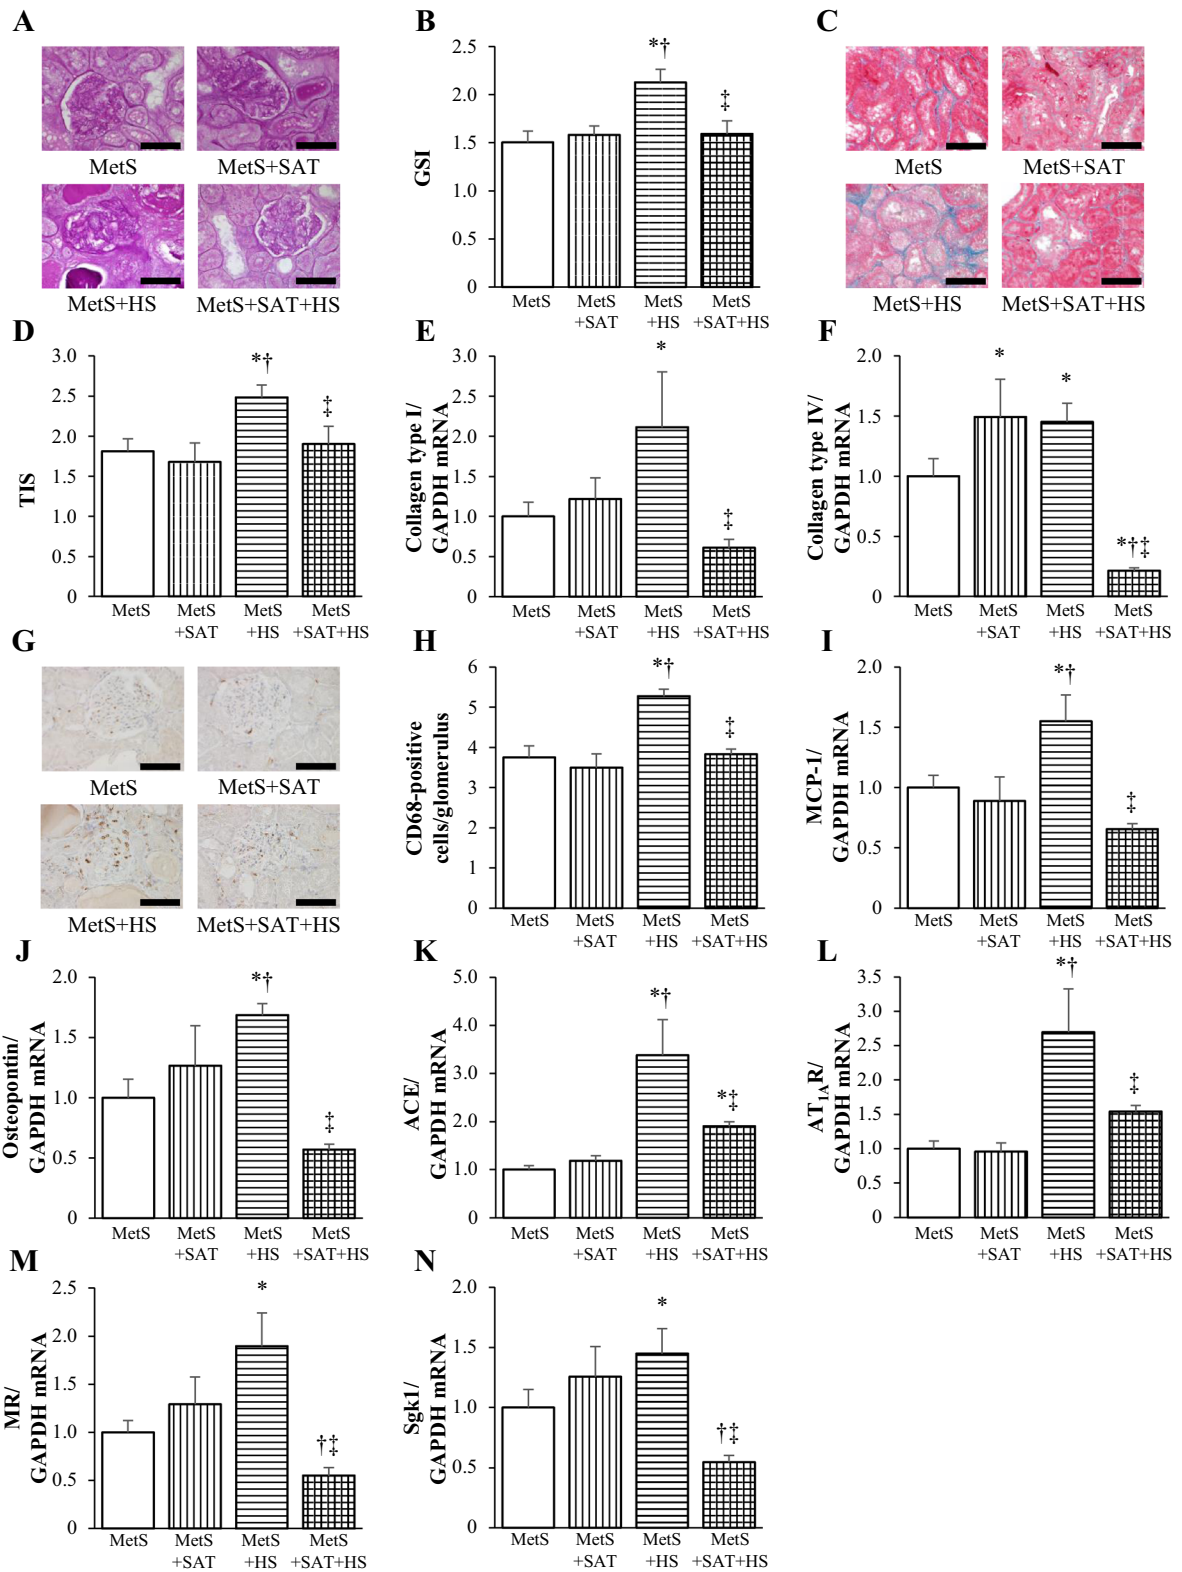 A
MetS
MetS+SAT
MetS+HS
MetS+SAT+HS
B
GSI
2.5
2.0
1.5
1.0
0.5
0
*†
‡
MetS
MetS
+SAT
MetS
+HS
MetS
+SAT+HS
C
MetS
MetS+SAT
MetS+HS
MetS+SAT+HS
D
TIS
3.0
2.5
2.0
1.5
1.0
0.5
0
*†
‡
MetS
MetS
+SAT
MetS
+HS
MetS
+SAT+HS
E
Collagen type I/
GAPDH mRNA
3.0
2.5
2.0
1.5
1.0
0.5
0
*
‡
MetS
MetS
+SAT
MetS
+HS
MetS
+SAT+HS
F
Collagen type IV/
GAPDH mRNA
2.0
1.5
1.0
0.5
0
*
*
*†‡
MetS
MetS
+SAT
MetS
+HS
MetS
+SAT+HS
G
MetS
MetS+SAT
MetS+HS
MetS+SAT+HS
H
CD68-positive
cells/glomerulus
6
5
4
3
2
1
0
*†
‡
MetS
MetS
+SAT
MetS
+HS
MetS
+SAT+HS
I
MCP-1/
GAPDH mRNA
2.0
1.5
1.0
0.5
0
*†
‡
MetS
MetS
+SAT
MetS
+HS
MetS
+SAT+HS
J
Osteopontin/
GAPDH mRNA
2.0
1.5
1.0
0.5
0
*†
‡
MetS
MetS
+SAT
MetS
+HS
MetS
+SAT+HS
K
ACE/
GAPDH mRNA
5.0
4.0
3.0
2.0
1.0
0
*†
*‡
MetS
MetS
+SAT
MetS
+HS
MetS
+SAT+HS
L
AT1AR/
GAPDH mRNA
3.5
3.0
2.5
2.0
1.5
1.0
0.5
0
*†
‡
MetS
MetS
+SAT
MetS
+HS
MetS
+SAT+HS
M
MR/
GAPDH mRNA
2.5
2.0
1.5
1.0
0.5
0
*
†‡
MetS
MetS
+SAT
MetS
+HS
MetS
+SAT+HS
N
Sgk1/
GAPDH mRNA
2.0
1.5
1.0
0.5
0
*
†‡
MetS
MetS
+SAT
MetS
+HS
MetS
+SAT+HS